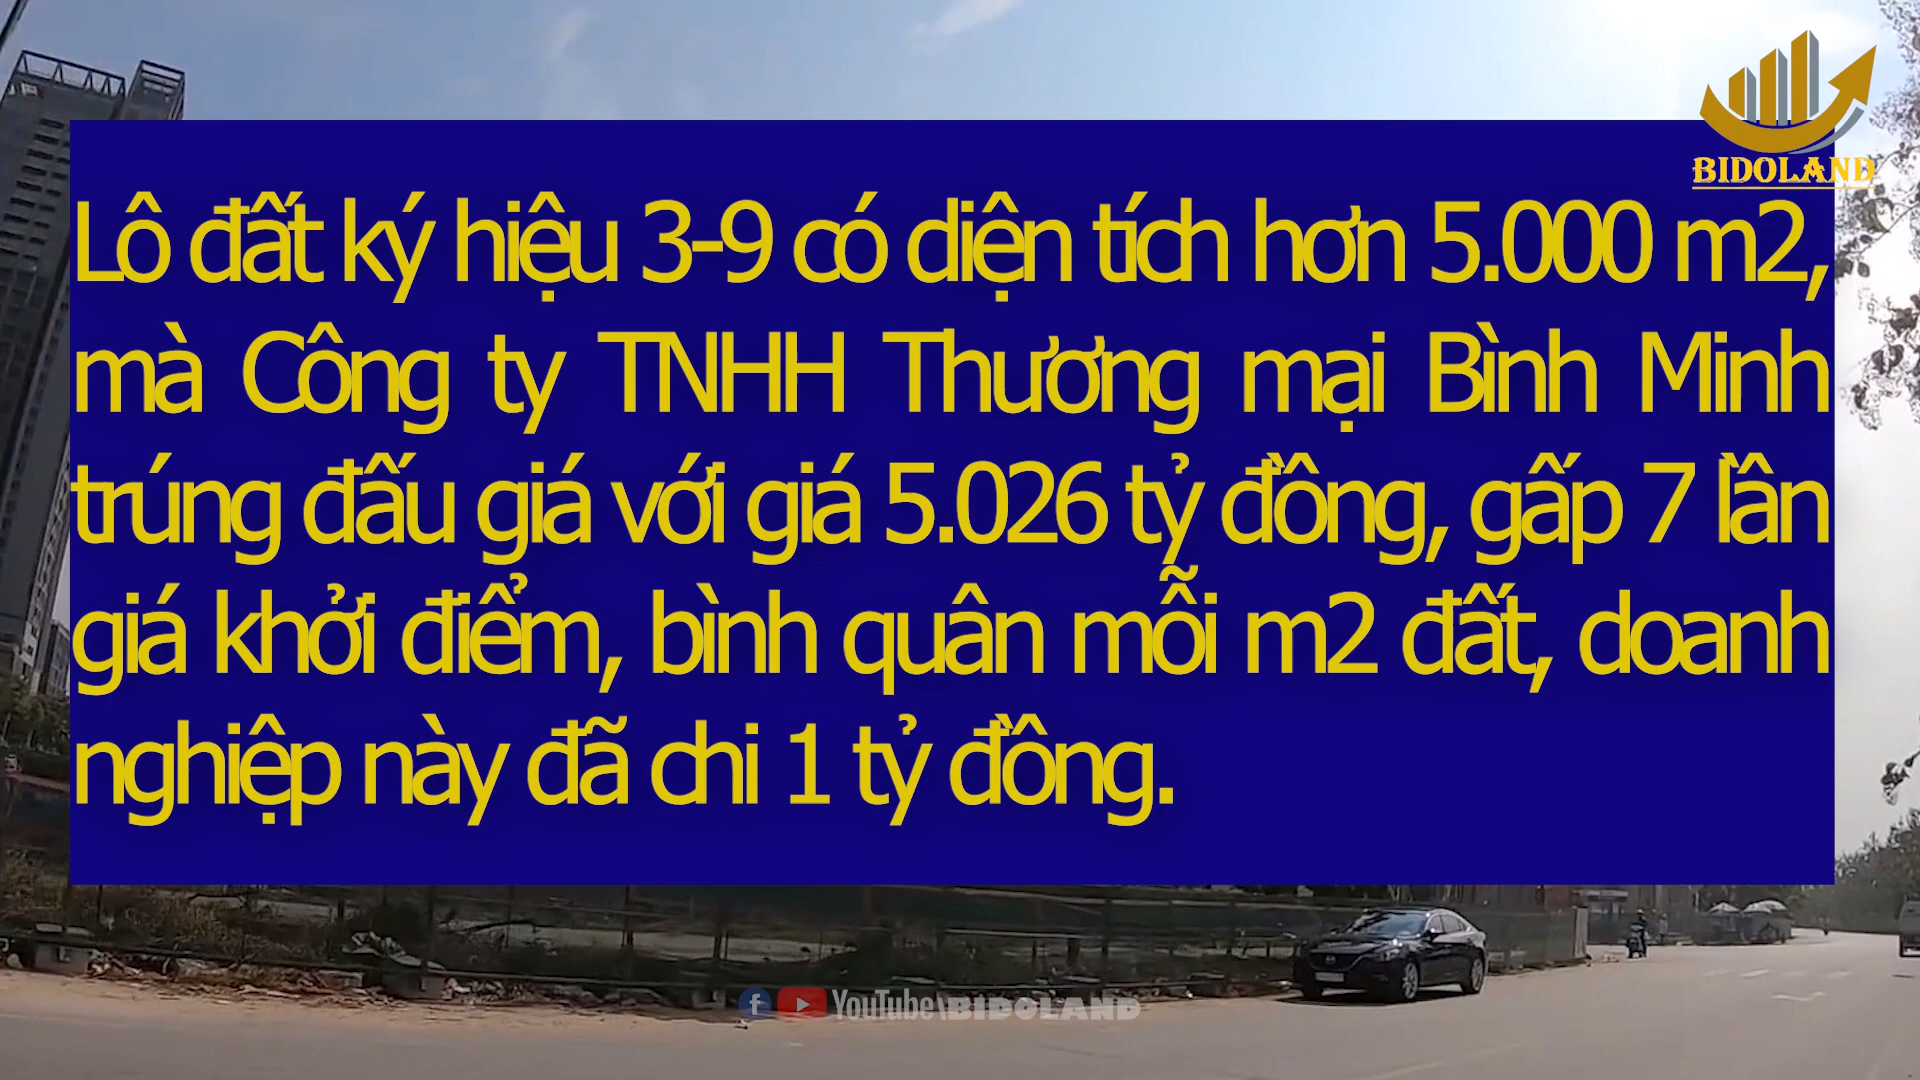 BIDOLAND
Lô đất ký hiệu 3-9 có diện tích hơn 5.000 m2,
mà Công ty TNHH Thương mại Bình Minh
trúng đấu giá với giá 5.026 tỷ đồng, gấp 7 lần
giá khởi điểm, bình quân mỗi m2 đất, doanh
nghiệp này đã chi 1 tỷ đồng.
YouTube\BIDOLAND